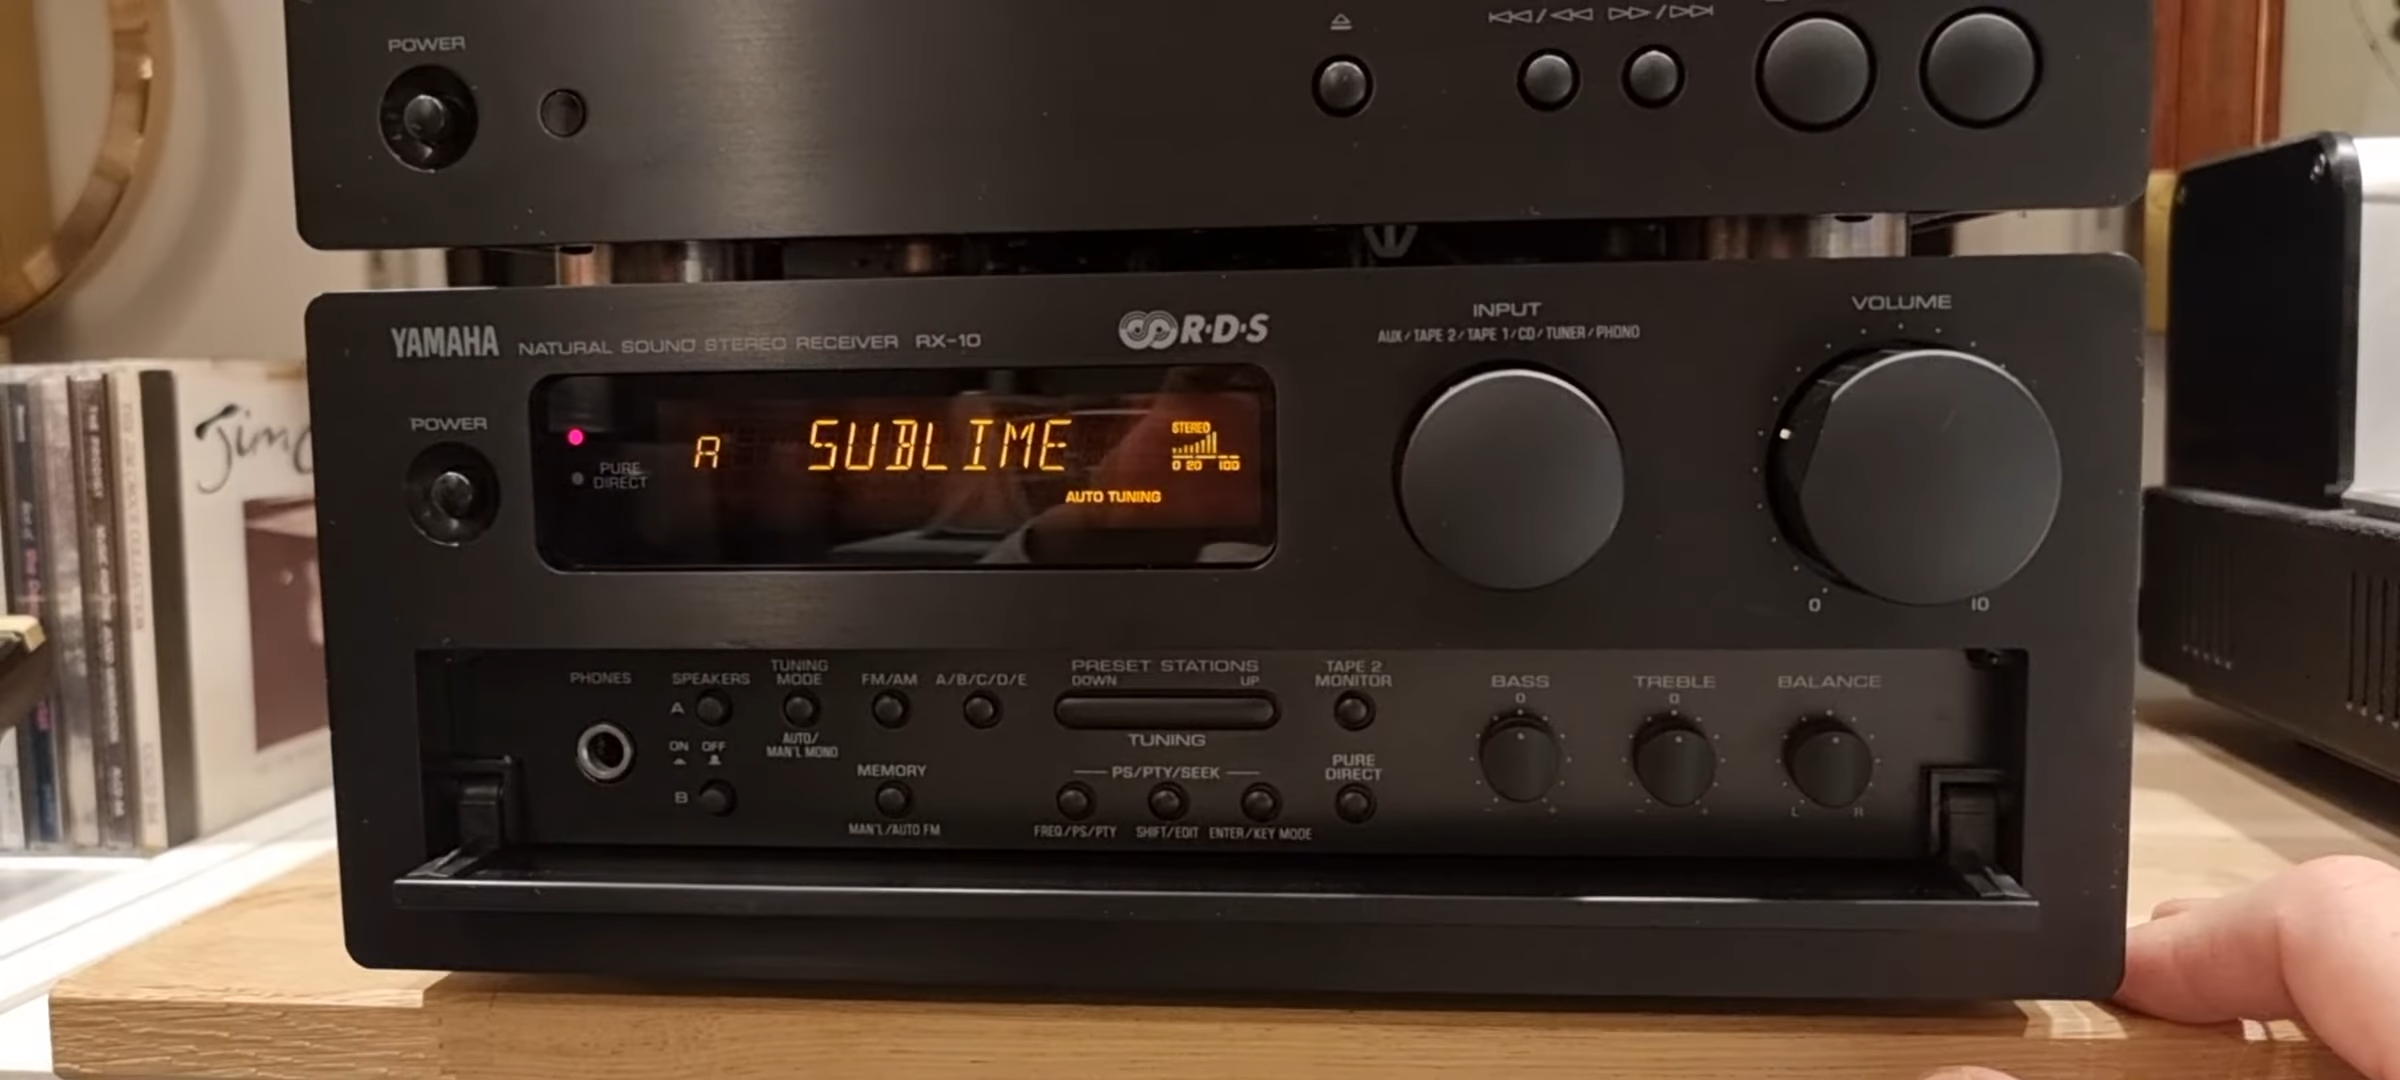 POWER
YAMAHA NATURAL SOUND STEREO RECEIVER RX-10
R·D·S
INPUT
AUX / TAPE 2 / TAPE 1 / CD / TUNER / PHONO
VOLUME
POWER
PURE
DIRECT
A SUBLIME
STEREO
0 20 100
AUTO TUNING
0 10
PHONES
SPEAKERS
A
ON OFF
B
TUNING
MODE
AUTO/
MAN'L MONO
FM/AM
A/B/C/D/E
MEMORY
MAN'L/AUTO FM
PRESET STATIONS
DOWN UP
TUNING
PS/PTY/SEEK
FREQ/PS/PTY SHIFT/EDIT ENTER/KEY MODE
TAPE 2
MONITOR
PURE
DIRECT
BASS
0
- +
TREBLE
0
- +
BALANCE
L R
Jim